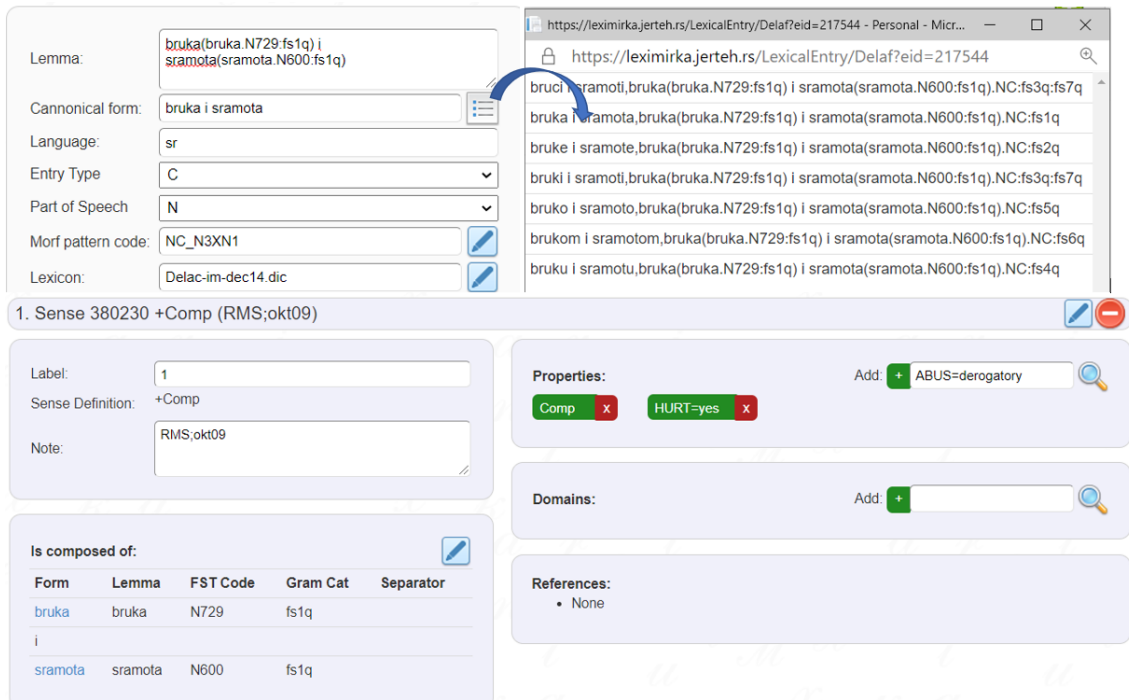 Lemma:
bruka(bruka.N729:fs1q) i
sramota(sramota.N600:fs1q)
Cannonical form:
bruka i sramota
Language:
sr
Entry Type
C
Part of Speech
N
Morf pattern code:
NC_N3XN1
Lexicon:
Delac-im-dec14.dic
https://leximirka.jerteh.rs/LexicalEntry/Delaf?eid=217544 - Personal - Micr...
https://leximirka.jerteh.rs/LexicalEntry/Delaf?eid=217544
bruci i sramoti,bruka(bruka.N729:fs1q) i sramota(sramota.N600:fs1q).NC:fs3q:fs7q
bruka i sramota,bruka(bruka.N729:fs1q) i sramota(sramota.N600:fs1q).NC:fs1q
bruke i sramote,bruka(bruka.N729:fs1q) i sramota(sramota.N600:fs1q).NC:fs2q
bruki i sramoti,bruka(bruka.N729:fs1q) i sramota(sramota.N600:fs1q).NC:fs3q:fs7q
bruko i sramoto,bruka(bruka.N729:fs1q) i sramota(sramota.N600:fs1q).NC:fs5q
brukom i sramotom,bruka(bruka.N729:fs1q) i sramota(sramota.N600:fs1q).NC:fs6q
bruku i sramotu,bruka(bruka.N729:fs1q) i sramota(sramota.N600:fs1q).NC:fs4q
1. Sense 380230 +Comp (RMS;okt09)
Label:
1
Sense Definition:
+Comp
Note:
RMS;okt09
Is composed of:
Form Lemma FST Code Gram Cat Separator
bruka bruka N729 fs1q
i
sramota sramota N600 fs1q
Properties:
Add: + ABUS=derogatory
Comp x HURT=yes x
Domains:
Add: +
References:
• None